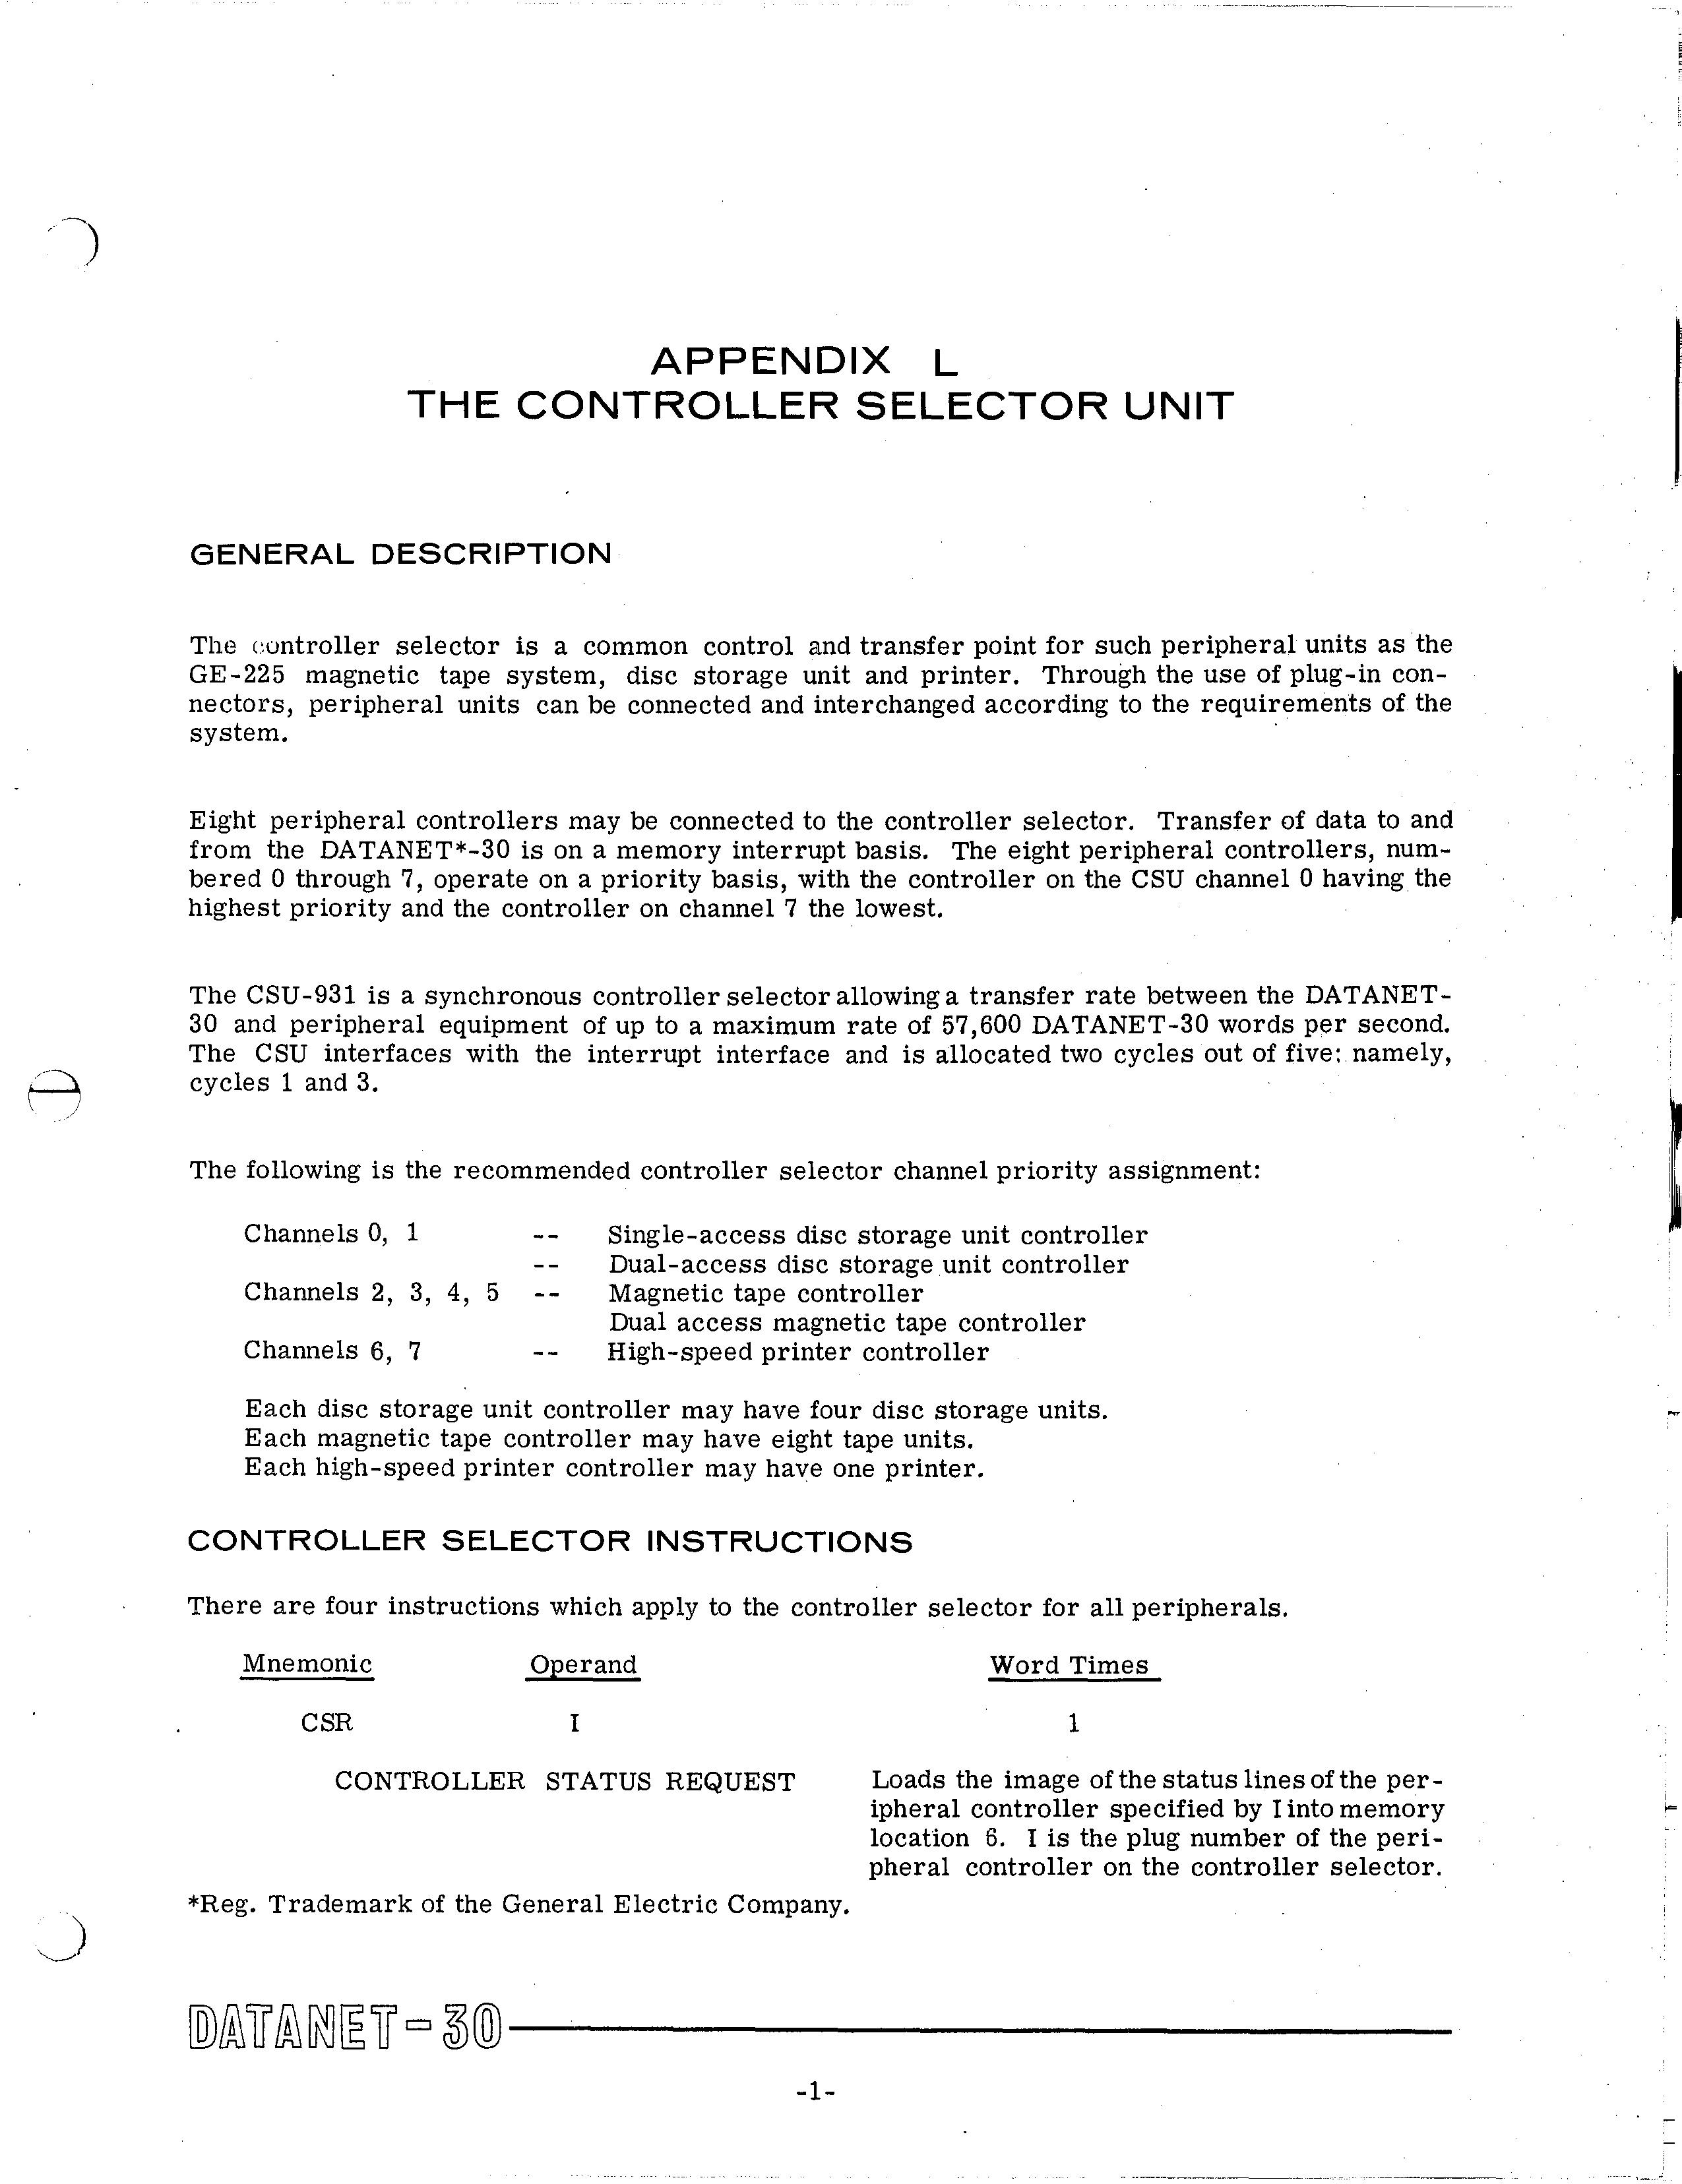 APPENDIX L
THE CONTROLLER SELECTOR UNIT
GENERAL DESCRIPTION
The controller selector is a common control and transfer point for such peripheral units as the
GE-225 magnetic tape system, disc storage unit and printer. Through the use of plug-in con-
nectors, peripheral units can be connected and interchanged according to the requirements of the
system.
Eight peripheral controllers may be connected to the controller selector. Transfer of data to and
from the DATANET*-30 is on a memory interrupt basis. The eight peripheral controllers, num-
bered 0 through 7, operate on a priority basis, with the controller on the CSU channel 0 having the
highest priority and the controller on channel 7 the lowest.
The CSU-931 is a synchronous controller selector allowing a transfer rate between the DATANET-
30 and peripheral equipment of up to a maximum rate of 57,600 DATANET-30 words per second.
The CSU interfaces with the interrupt interface and is allocated two cycles out of five; namely,
cycles 1 and 3.
The following is the recommended controller selector channel priority assignment:
Channels 0, 1 -- Single-access disc storage unit controller
-- Dual-access disc storage unit controller
Channels 2, 3, 4, 5 -- Magnetic tape controller
Dual access magnetic tape controller
Channels 6, 7 -- High-speed printer controller
Each disc storage unit controller may have four disc storage units.
Each magnetic tape controller may have eight tape units.
Each high-speed printer controller may have one printer.
CONTROLLER SELECTOR INSTRUCTIONS
There are four instructions which apply to the controller selector for all peripherals.
Mnemonic Operand Word Times
CSR I 1
CONTROLLER STATUS REQUEST Loads the image of the status lines of the per-
ipheral controller specified by I into memory
location 6. I is the plug number of the peri-
pheral controller on the controller selector.
*Reg. Trademark of the General Electric Company.
DATANET-30
-1-